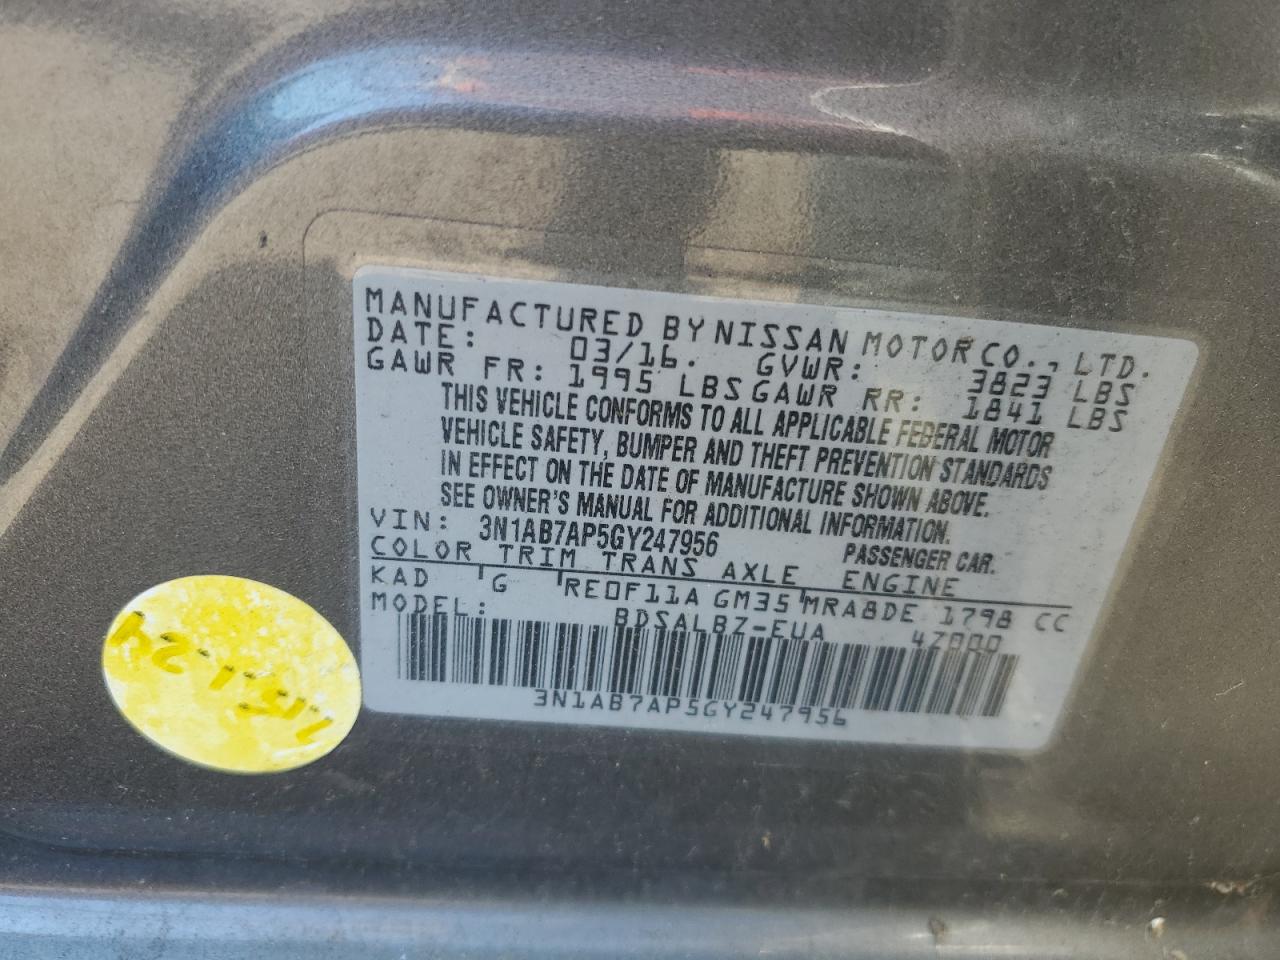 MANUFACTURED BY NISSAN MOTOR CO., LTD.
DATE: 03/16. GVWR: 3823 LBS
GAWR FR: 1995 LBS GAWR RR: 1841 LBS
THIS VEHICLE CONFORMS TO ALL APPLICABLE FEDERAL MOTOR
VEHICLE SAFETY, BUMPER AND THEFT PREVENTION STANDARDS
IN EFFECT ON THE DATE OF MANUFACTURE SHOWN ABOVE.
SEE OWNER'S MANUAL FOR ADDITIONAL INFORMATION.
VIN: 3N1AB7AP5GY247956 PASSENGER CAR.
COLOR TRIM TRANS AXLE ENGINE
KAD G RE0F11A GM35 MRA8DE 1798 CC
MODEL: BDSALBZ-EUA 4Z000
3N1AB7AP5GY247956